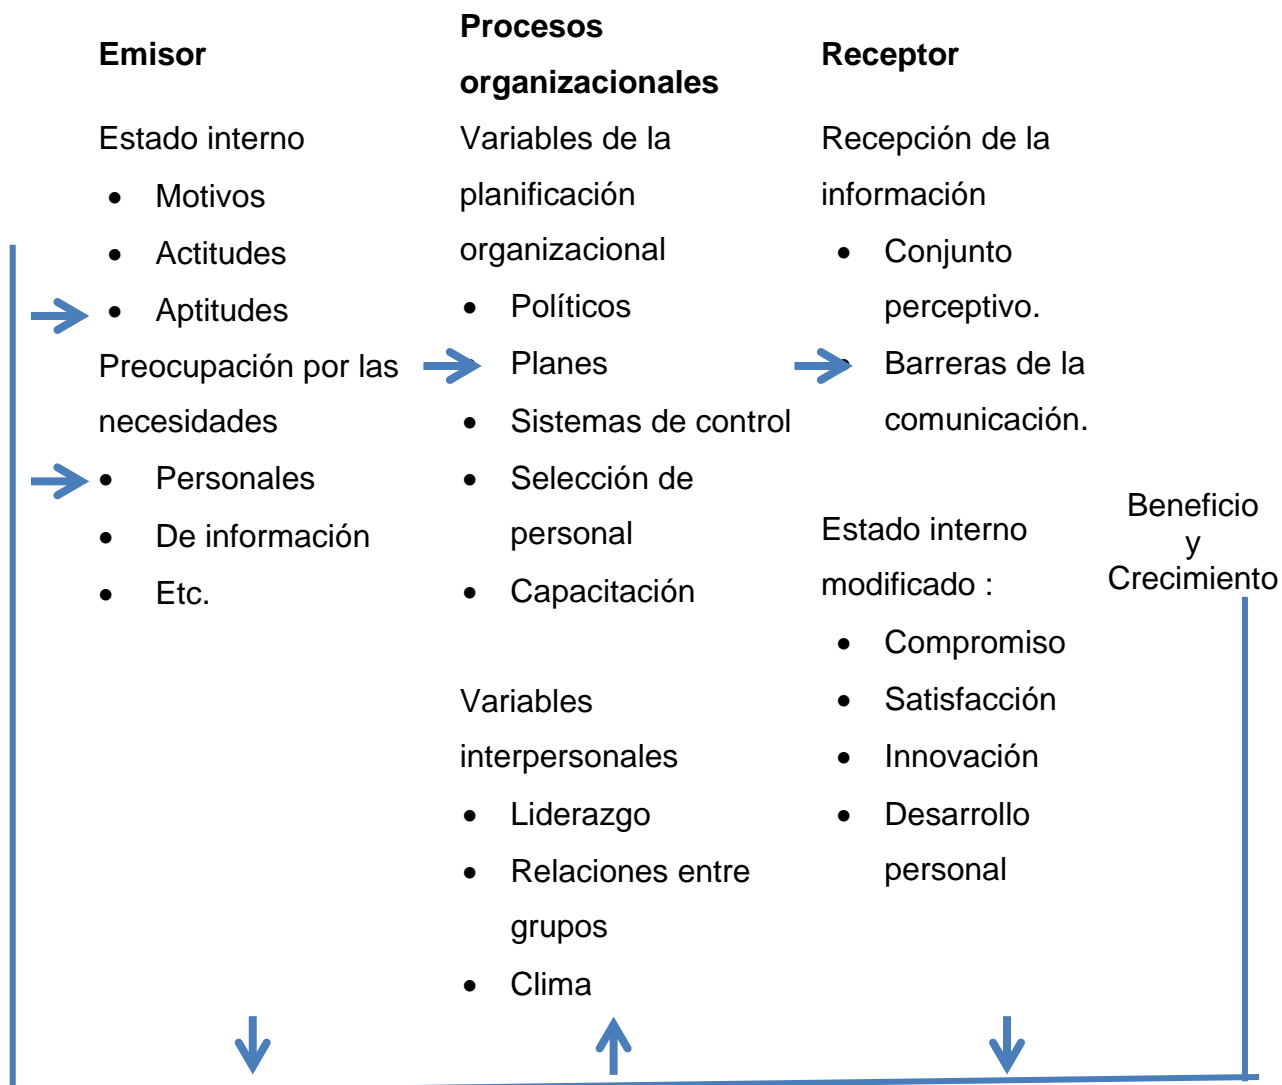 Emisor
Estado interno
• Motivos
• Actitudes
• Aptitudes
Preocupación por las
necesidades
• Personales
• De información
• Etc.
Procesos
organizacionales
Variables de la
planificación
organizacional
• Políticos
• Planes
• Sistemas de control
• Selección de
personal
• Capacitación
Variables
interpersonales
• Liderazgo
• Relaciones entre
grupos
• Clima
Receptor
Recepción de la
información
• Conjunto
perceptivo.
• Barreras de la
comunicación.
Estado interno
modificado :
• Compromiso
• Satisfacción
• Innovación
• Desarrollo
personal
Beneficio
y
Crecimiento